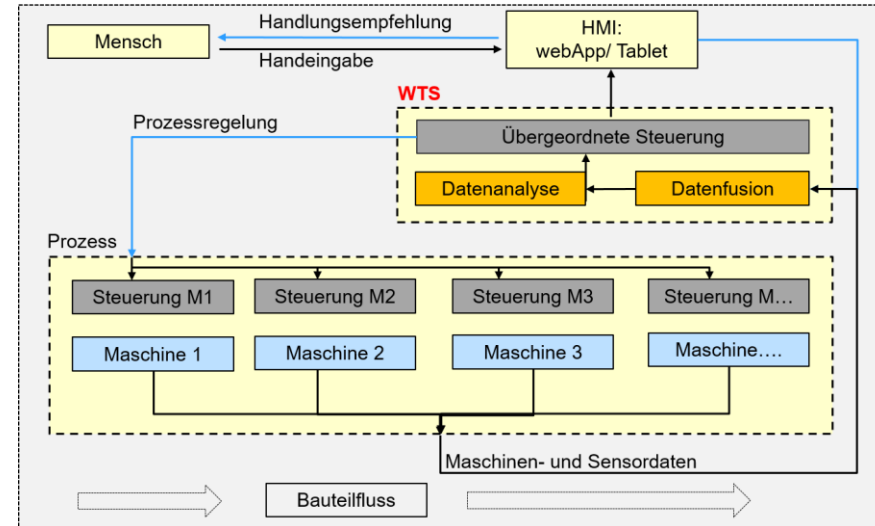 Mensch
Handlungsempfehlung
Handeingabe
HMI:
webApp/ Tablet
WTS
Prozessregelung
Übergeordnete Steuerung
Datenanalyse
Datenfusion
Prozess
Steuerung M1
Steuerung M2
Steuerung M3
Steuerung M...
Maschine 1
Maschine 2
Maschine 3
Maschine....
Maschinen- und Sensordaten
Bauteilfluss